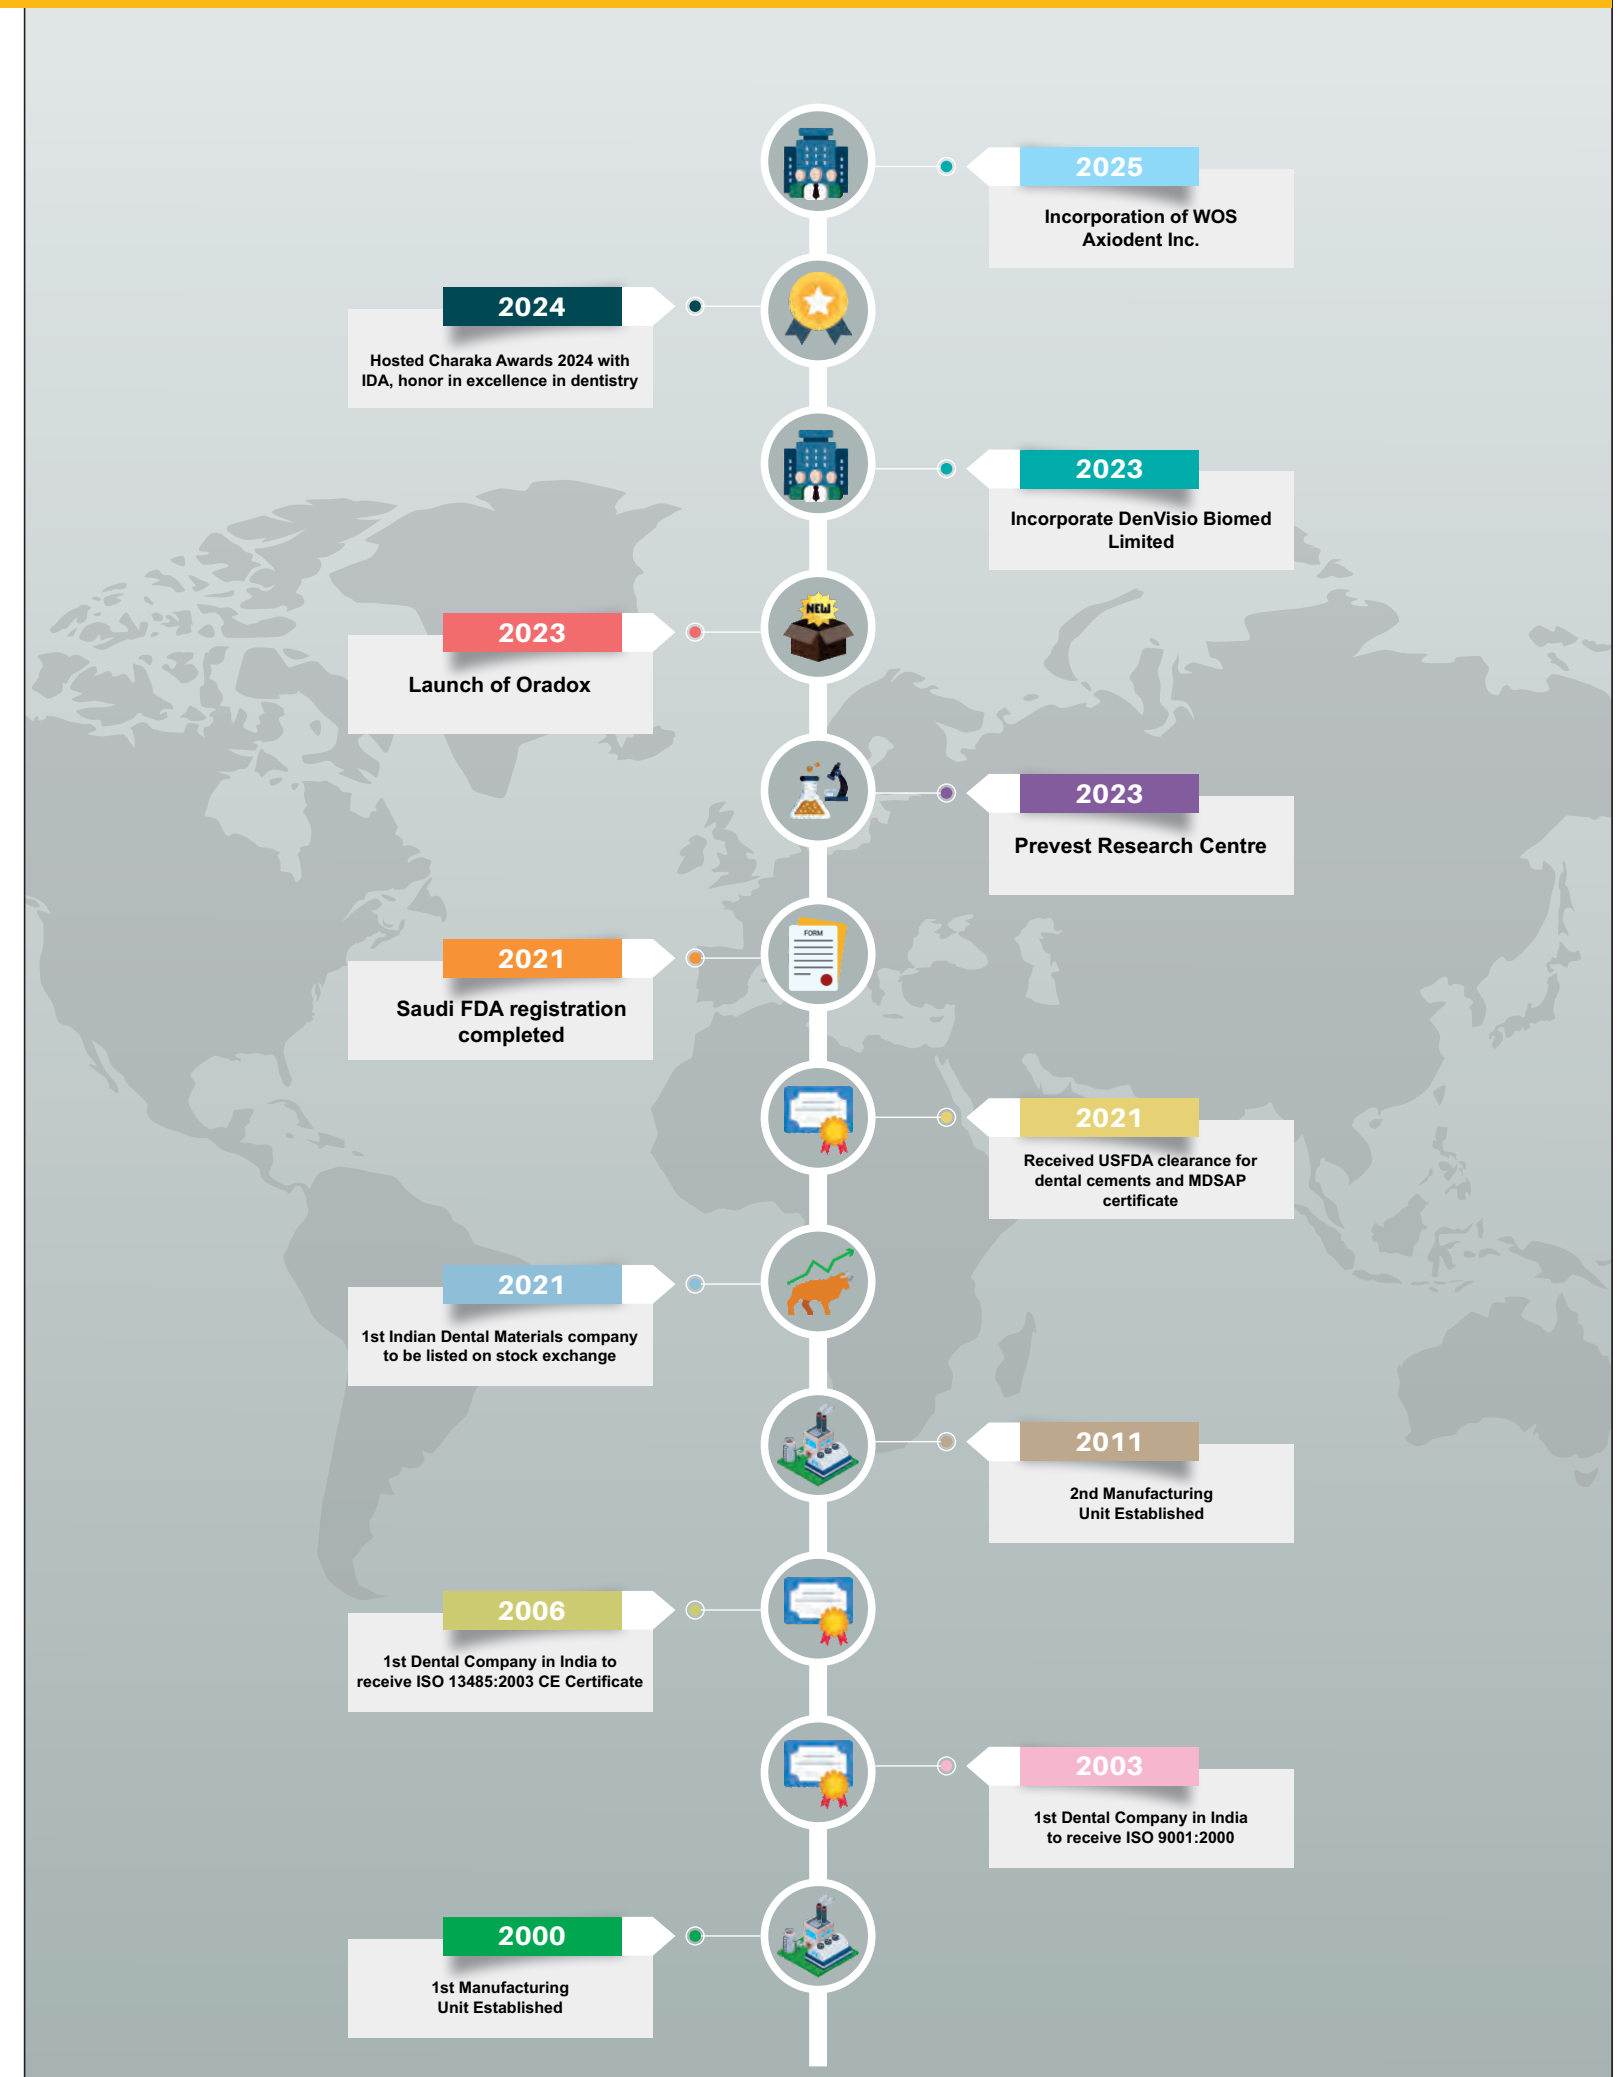 2025
Incorporation of WOS
Axiodent Inc.
2024
Hosted Charaka Awards 2024 with
IDA, honor in excellence in dentistry
2023
Incorporate DenVisio Biomed
Limited
NEW
2023
Launch of Oradox
2023
Prevest Research Centre
FORM
2021
Saudi FDA registration
completed
2021
Received USFDA clearance for
dental cements and MDSAP
certificate
2021
1st Indian Dental Materials company
to be listed on stock exchange
2011
2nd Manufacturing
Unit Established
2006
1st Dental Company in India to
receive ISO 13485:2003 CE Certificate
2003
1st Dental Company in India
to receive ISO 9001:2000
2000
1st Manufacturing
Unit Established